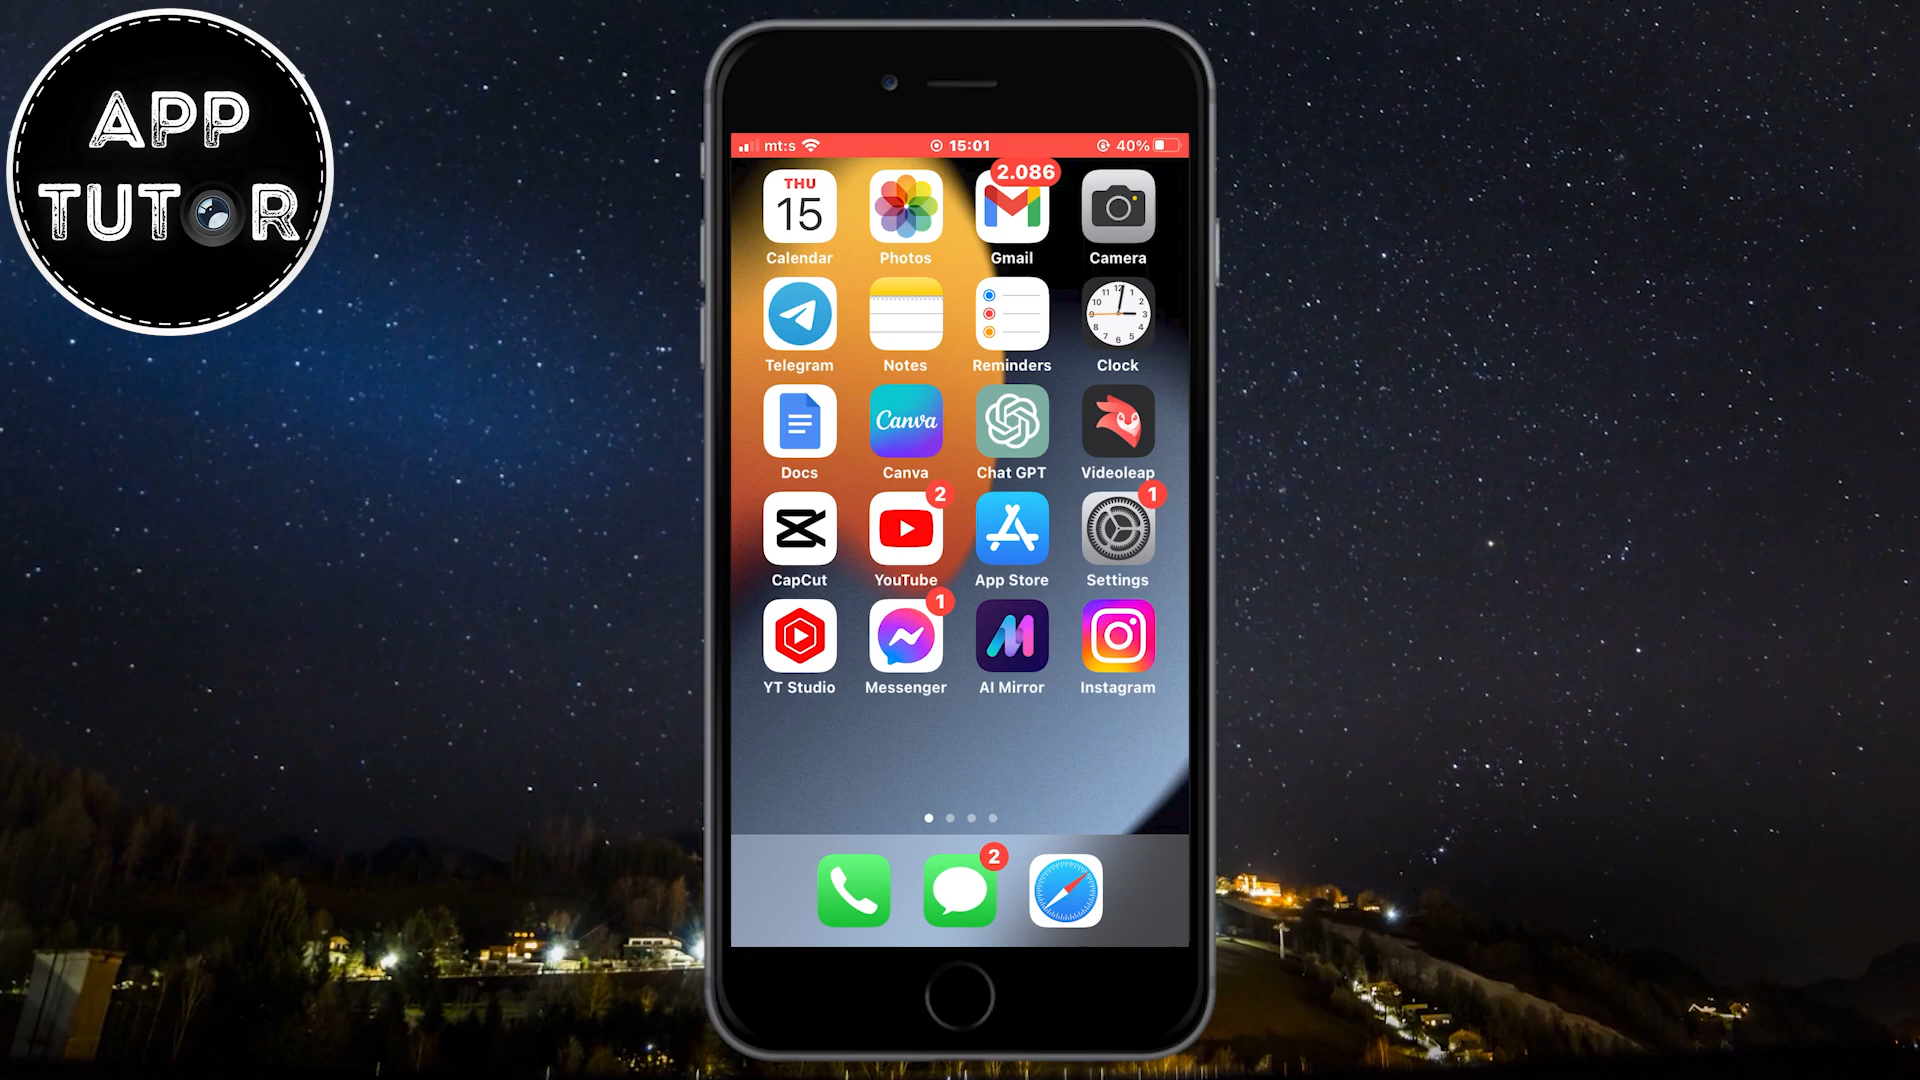 APP
TUTOR
mt:s 15:01 40%
2.086
THU
15
Calendar Photos Gmail Camera
Telegram Notes Reminders Clock
Canva
Docs Canva Chat GPT Videoleap
2 1
CapCut YouTube App Store Settings
1
YT Studio Messenger AI Mirror Instagram
2